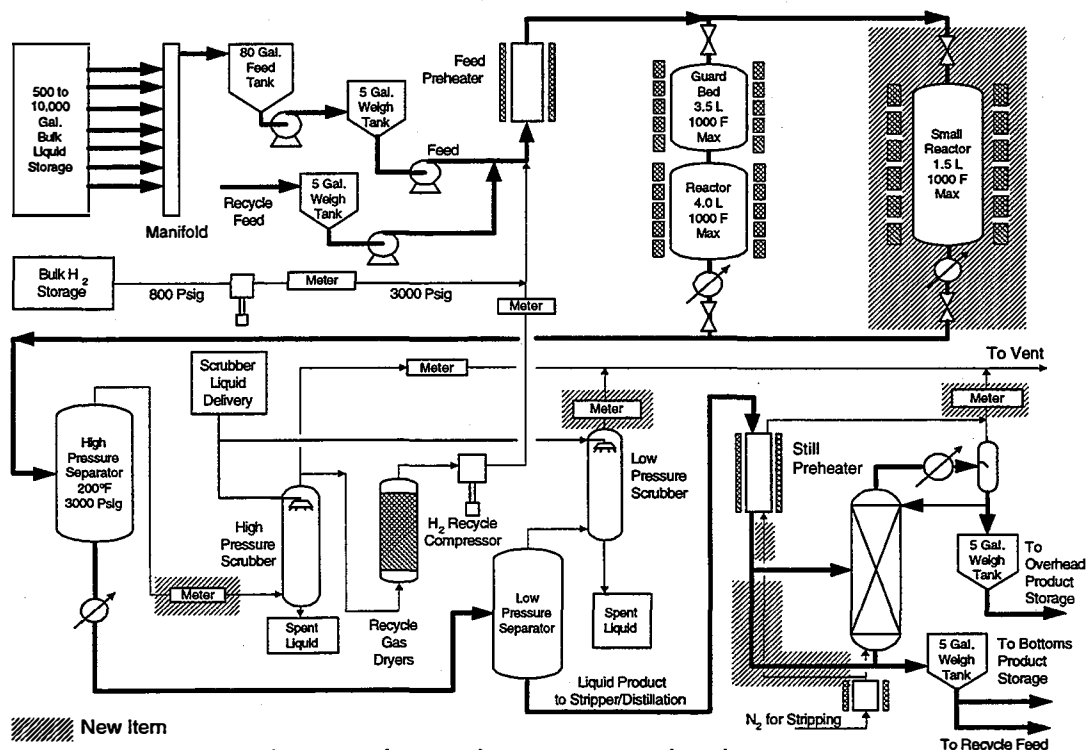 500 to
10,000
Gal.
Bulk
Liquid
Storage
Manifold
80 Gal.
Feed
Tank
5 Gal.
Weigh
Tank
Feed
Recycle
Feed
5 Gal.
Weigh
Tank
Feed
Preheater
Guard
Bed
3.5 L
1000 F
Max
Reactor
4.0 L
1000 F
Max
Small
Reactor
1.5 L
1000 F
Max
Bulk H2
Storage
800 Psig
Meter
3000 Psig
Meter
To Vent
Scrubber
Liquid
Delivery
Meter
Meter
Meter
High
Pressure
Separator
200°F
3000 Psig
High
Pressure
Scrubber
Meter
Spent
Liquid
Recycle
Gas
Dryers
H2 Recycle
Compressor
Low
Pressure
Scrubber
Low
Pressure
Separator
Spent
Liquid
Liquid Product
to Stripper/Distillation
Still
Preheater
5 Gal.
Weigh
Tank
To
Overhead
Product
Storage
5 Gal.
Weigh
Tank
To Bottoms
Product
Storage
N2 for Stripping
To Recycle Feed
New Item